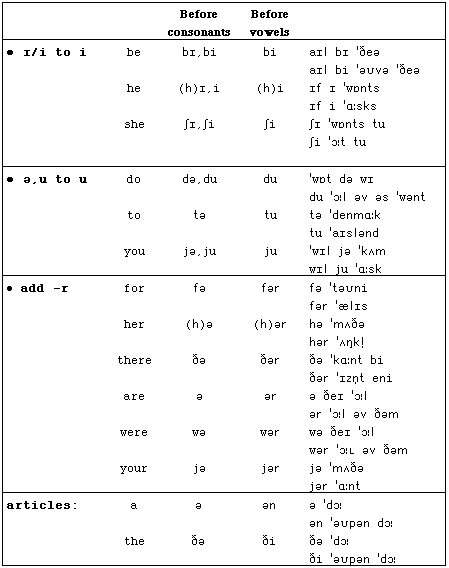 Before Before
consonants vowels
● ɪ/i to i be bɪ,bi bi aɪl bɪ ˈðeə
aɪl bi ˈəʊvə ˈðeə
he (h)ɪ,i (h)i ɪf ɪ ˈwɒnts
ɪf i ˈɑːsks
she ʃɪ,ʃi ʃi ʃɪ ˈwɒnts tu
ʃi ˈɔːt tu
● ə,u to u do də,du du ˈwɒt də wɪ
du ˈɔːl əv əs ˈwənt
to tə tu tə ˈdenmɑːk
tu ˈaɪslənd
you jə,ju ju ˈwɪl jə ˈkʌm
wɪl ju ˈɑːsk
● add -r for fə fər fə ˈtəʊni
fər ˈælɪs
her (h)ə (h)ər hə ˈmʌðə
hər ˈʌŋkl̩
there ðə ðər ðə ˈkɑːnt bi
ðər ˈɪzn̩t eni
are ə ər ə ðeɪ ˈɔːl
ər ˈɔːl əv ðəm
were wə wər wə ðeɪ ˈɔːl
wər ˈɔːʟ əv ðəm
your jə jər jə ˈmʌðə
jər ˈɑːnt
articles: a ə ən ə ˈdɔː
ən ˈəʊpən dɔː
the ðə ði ðə ˈdɔː
ði ˈəʊpən ˈdɔː